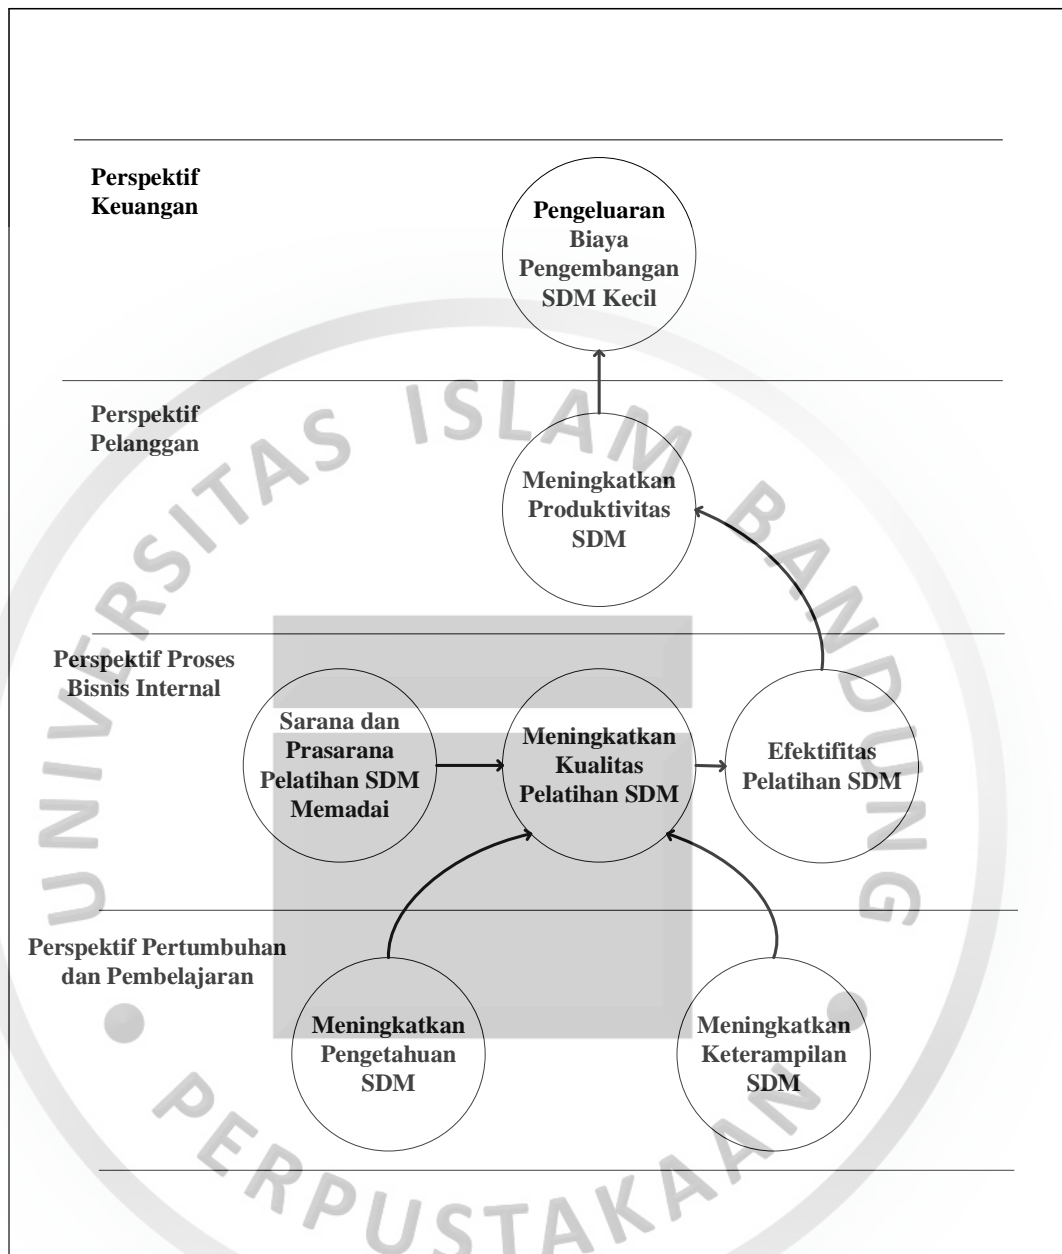 Perspektif
Keuangan
Pengeluaran
Biaya
Pengembangan
SDM Kecil
Perspektif
Pelanggan
Meningkatkan
Produktivitas
SDM
Perspektif Proses
Bisnis Internal
Sarana dan
Prasarana
Pelatihan SDM
Memadai
Meningkatkan
Kualitas
Pelatihan SDM
Efektifitas
Pelatihan SDM
Perspektif Pertumbuhan
dan Pembelajaran
Meningkatkan
Pengetahuan
SDM
Meningkatkan
Keterampilan
SDM
UNIVERSITAS ISLAM BANDUNG
PERPUSTAKAAN